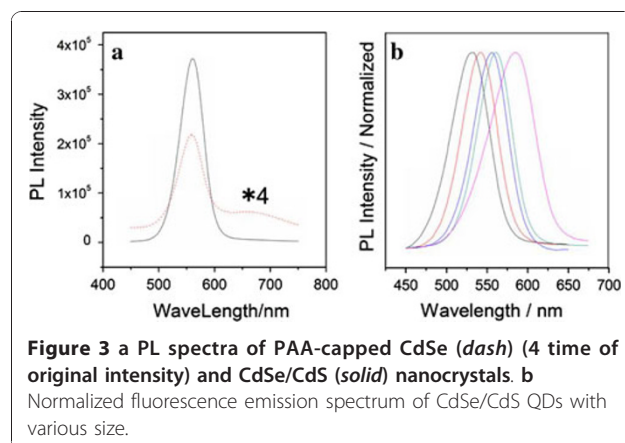 a
4x10⁵
3x10⁵
2x10⁵
1x10⁵
0
PL Intensity
*4
400 500 600 700 800
WaveLength/nm
b
PL Intensity / Normalized
450 500 550 600 650 700
Wavelength / nm
Figure 3 a PL spectra of PAA-capped CdSe (dash) (4 time of
original intensity) and CdSe/CdS (solid) nanocrystals. b
Normalized fluorescence emission spectrum of CdSe/CdS QDs with
various size.